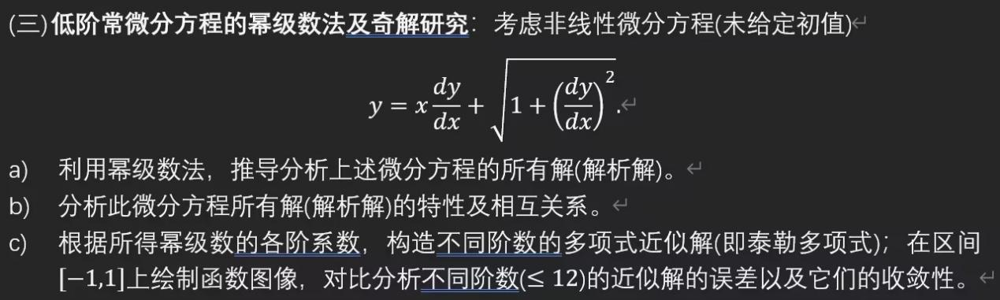 (三)低阶常微分方程的幂级数法及奇解研究：考虑非线性微分方程(未给定初值)↵
y = x dy/dx + √(1 + (dy/dx)²) .↵
a) 利用幂级数法，推导分析上述微分方程的所有解(解析解)。↵
b) 分析此微分方程所有解(解析解)的特性及相互关系。↵
c) 根据所得幂级数的各阶系数，构造不同阶数的多项式近似解(即泰勒多项式)；在区间
[−1,1]上绘制函数图像，对比分析不同阶数(≤ 12)的近似解的误差以及它们的收敛性。↵